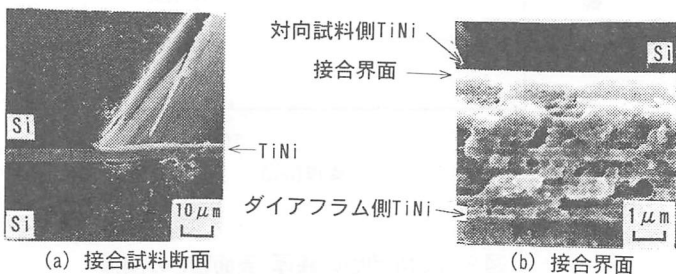 Si
Si
TiNi
10μm
(a) 接合試料断面
対向試料側TiNi
接合界面
ダイアフラム側TiNi
Si
1μm
(b) 接合界面